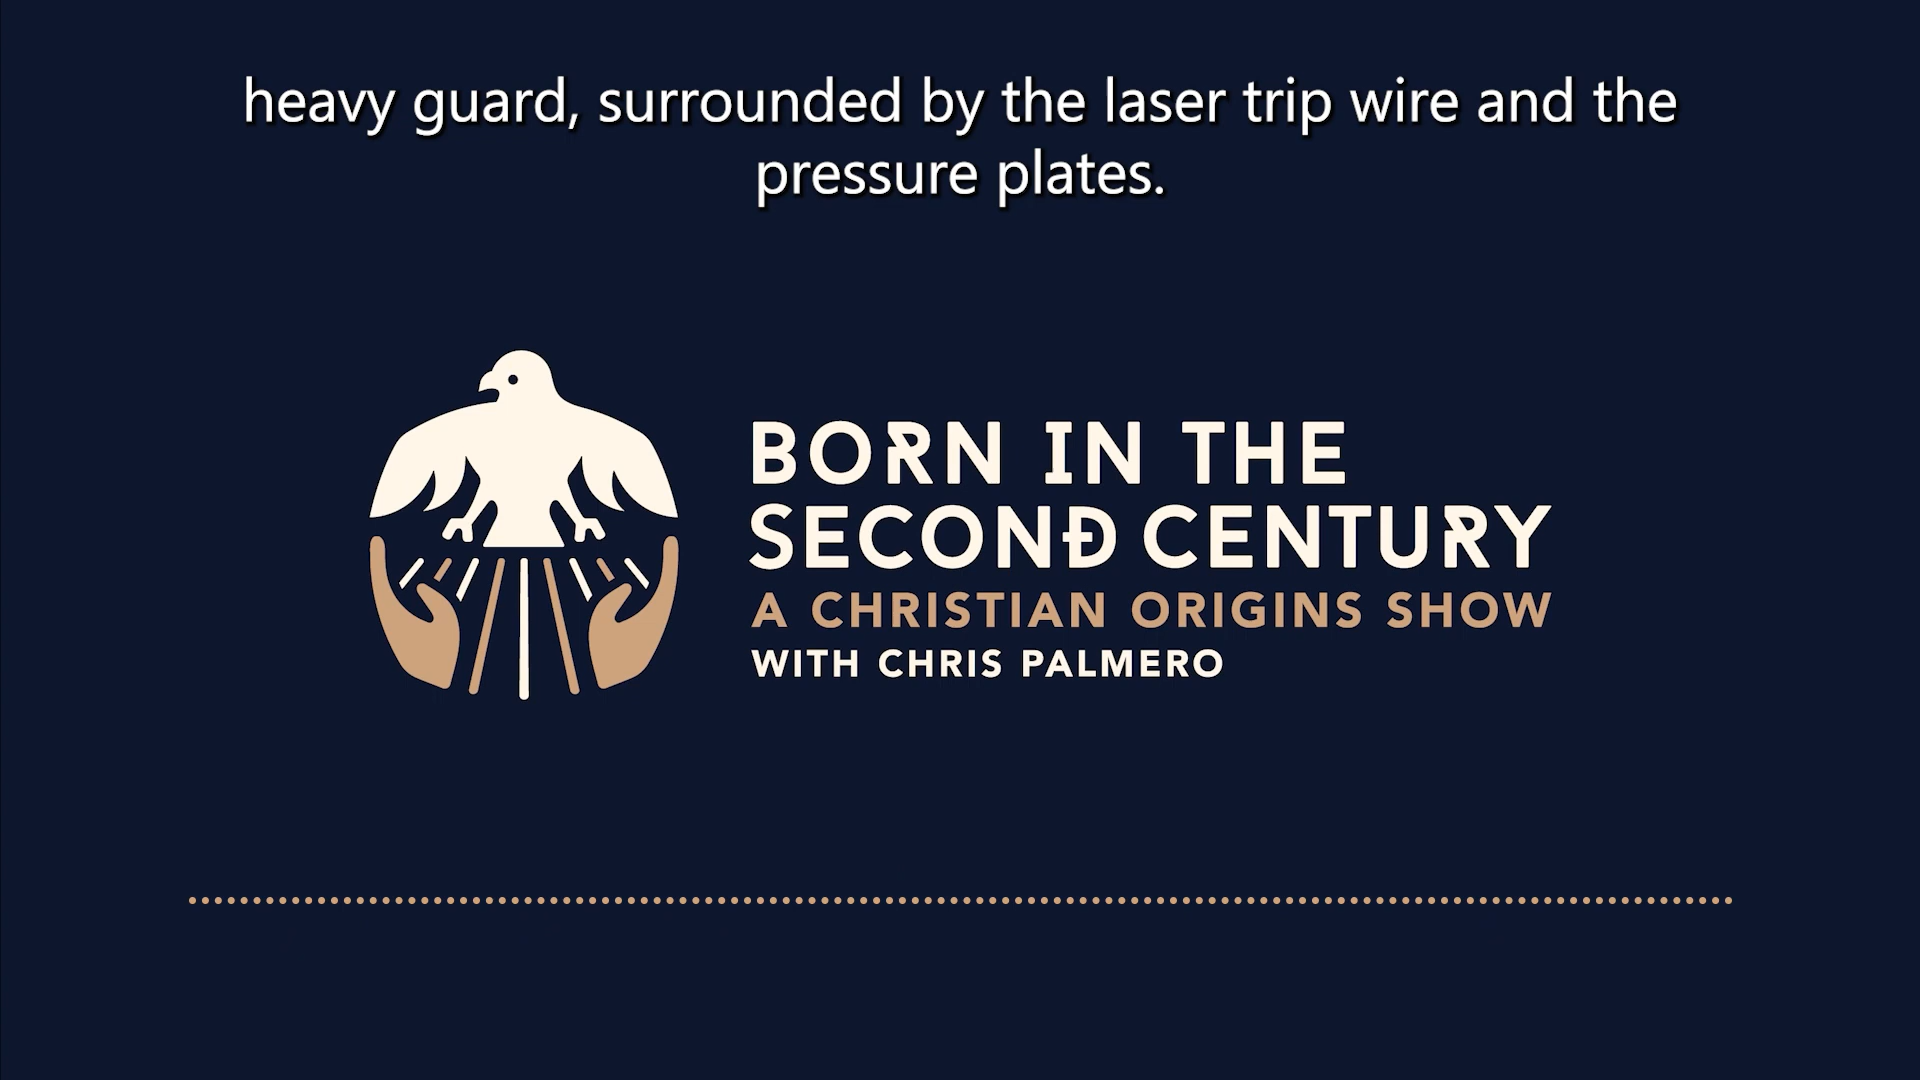 heavy guard, surrounded by the laser trip wire and the
pressure plates.
BORN IN THE
SECOND CENTURY
A CHRISTIAN ORIGINS SHOW
WITH CHRIS PALMERO